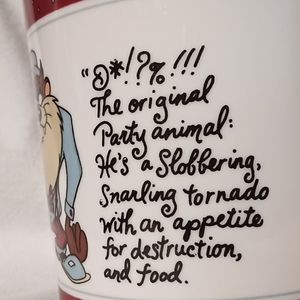 "D*!?%!!!
The original
Party animal:
He's a Slobbering,
Snarling tornado
with an appetite
for destruction,
and food.